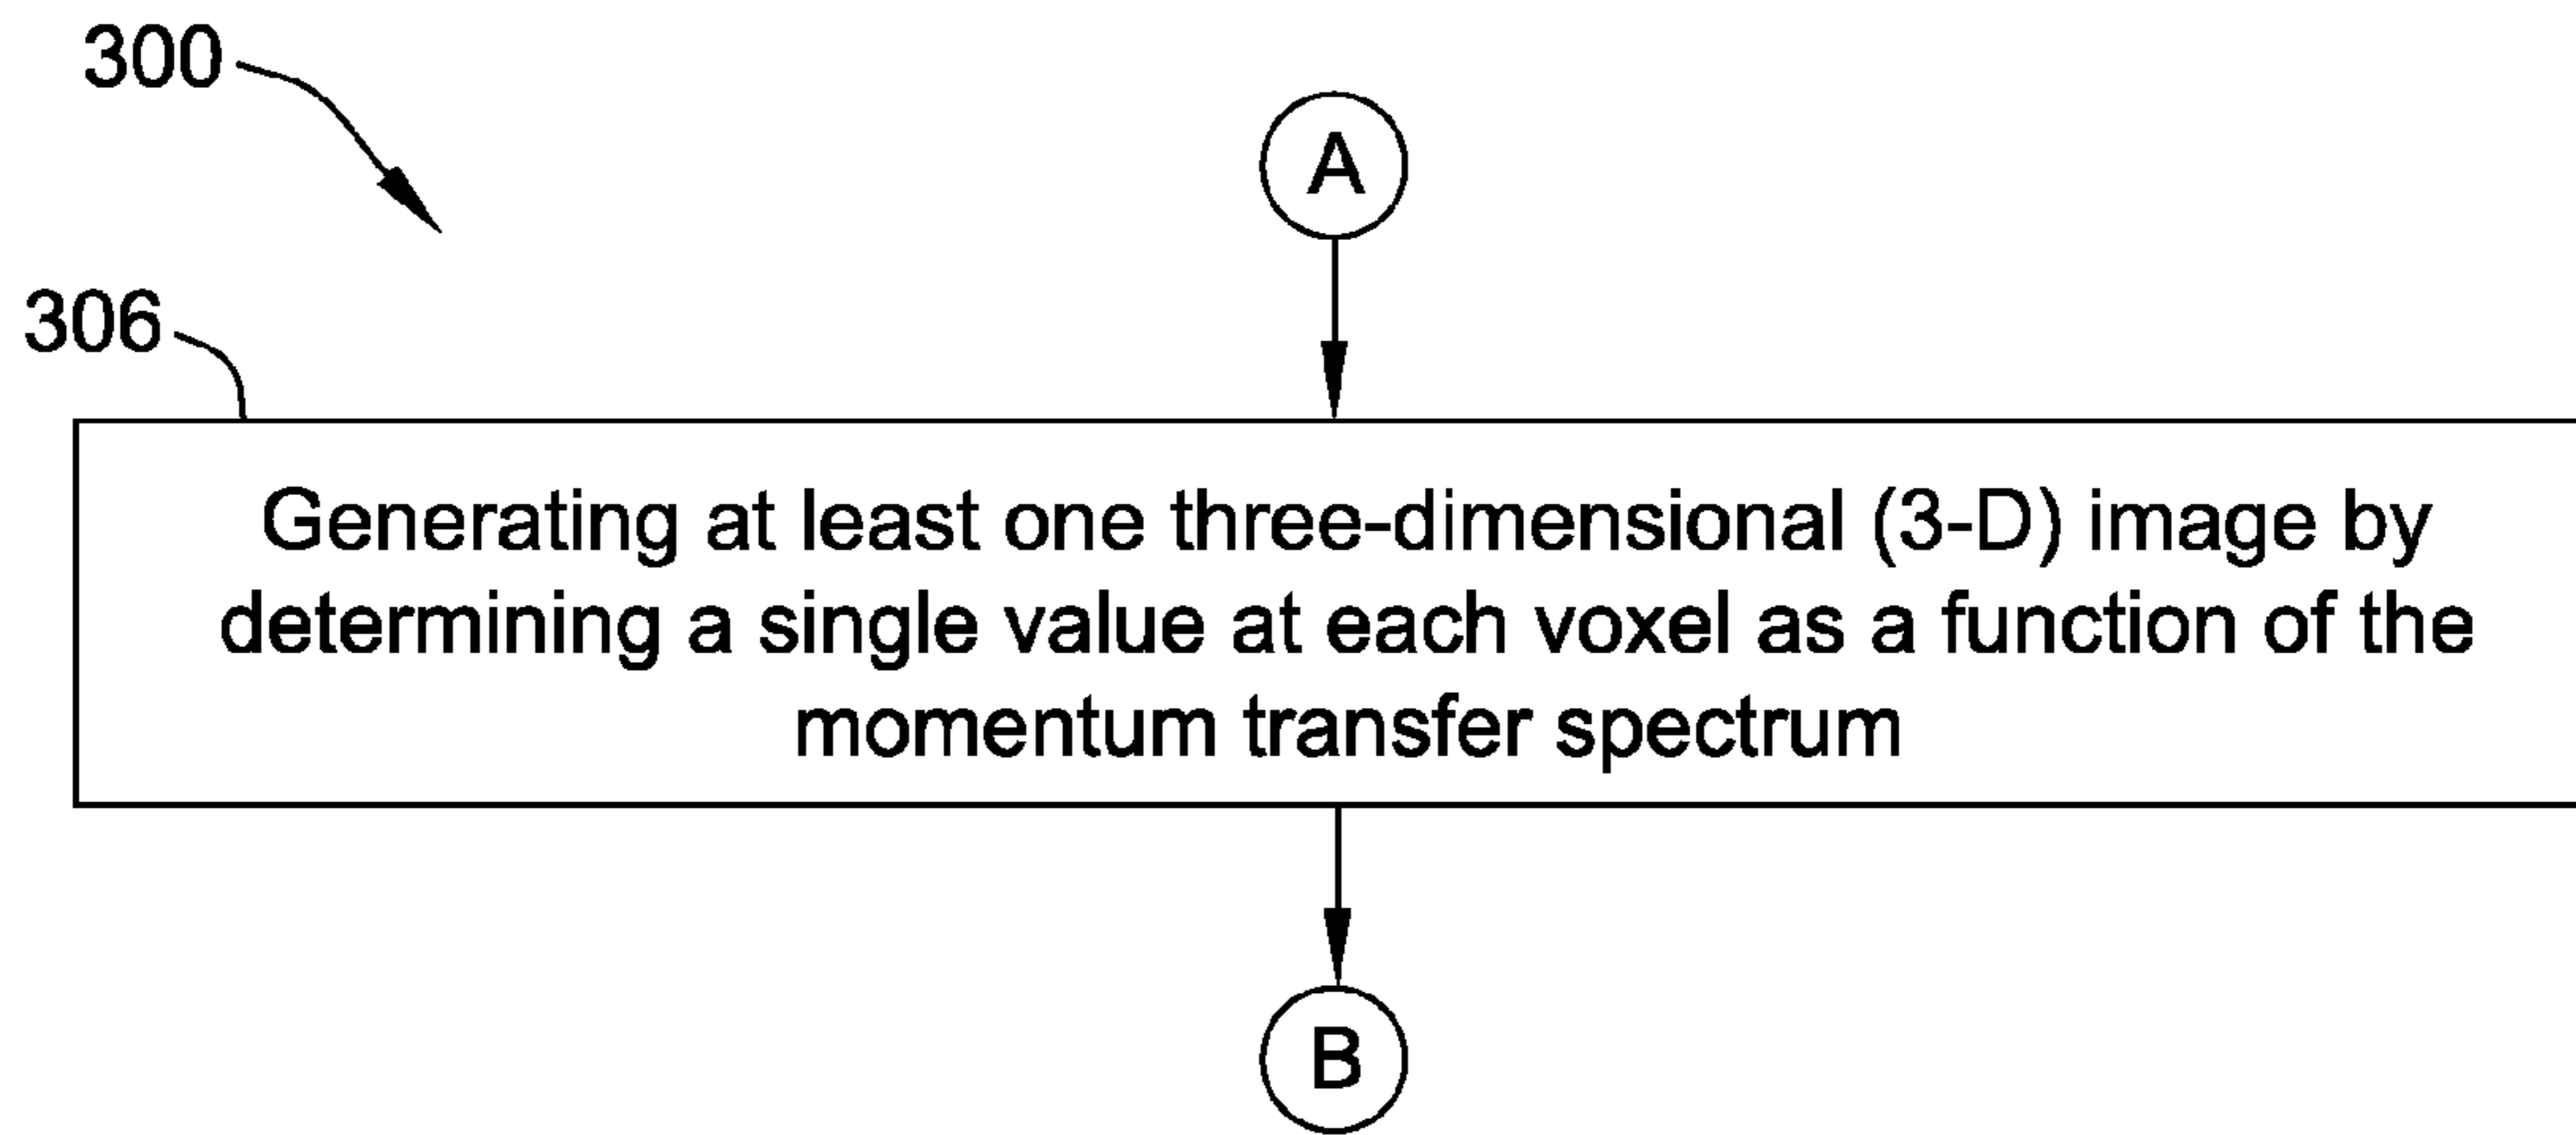 300
A
306
Generating at least one three-dimensional (3-D) image by
determining a single value at each voxel as a function of the
momentum transfer spectrum
B